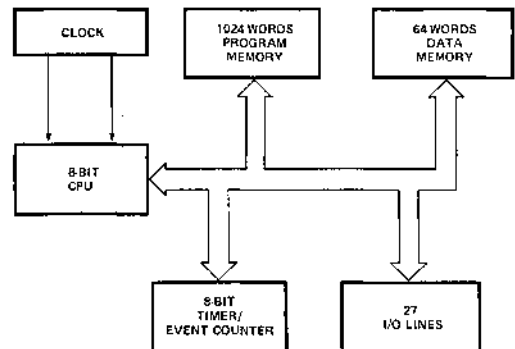 CLOCK
1024 WORDS
PROGRAM
MEMORY
64 WORDS
DATA
MEMORY
8-BIT
CPU
8-BIT
TIMER/
EVENT COUNTER
27
I/O LINES